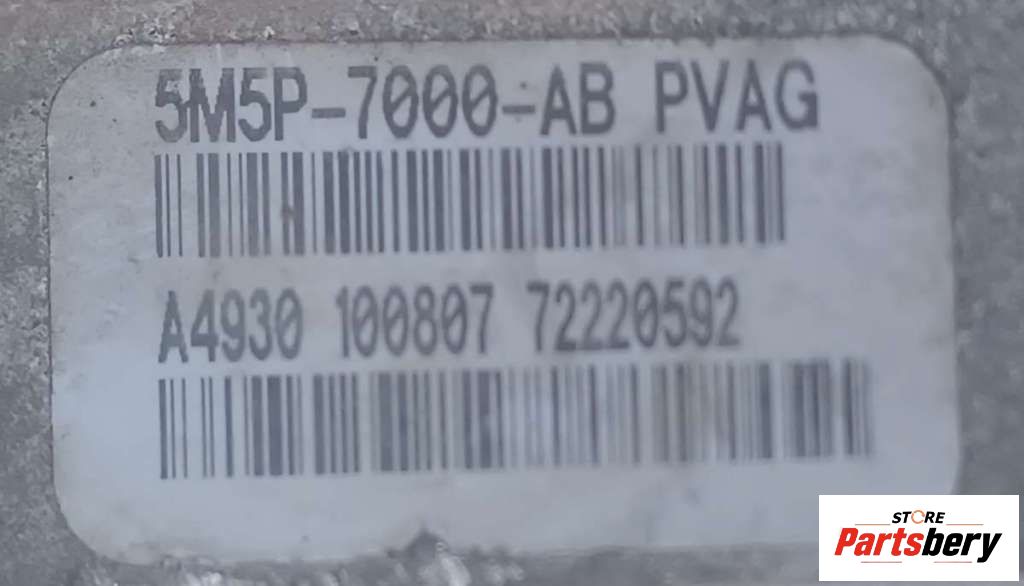 5M5P-7000-AB PVAG
A4930 100807 72220592
STORE
Partsbery